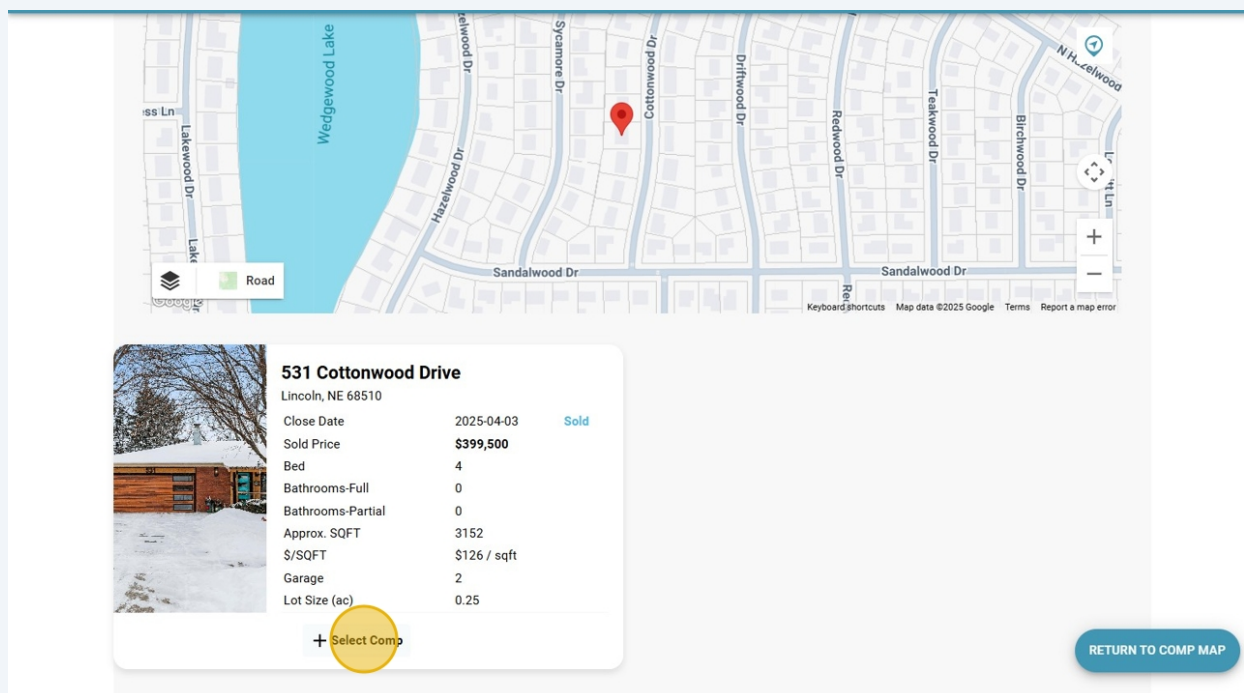 Wedgewood Lake
Hazelwood Dr
Sycamore Dr
Cottonwood Dr
Driftwood Dr
Redwood Dr
Teakwood Dr
Birchwood Dr
Lakewood Dr
Sandalwood Dr
Sandalwood Dr
Road
Google
Keyboard shortcuts Map data ©2025 Google Terms Report a map error
531 Cottonwood Drive
Lincoln, NE 68510
Close Date 2025-04-03 Sold
Sold Price $399,500
Bed 4
Bathrooms-Full 0
Bathrooms-Partial 0
Approx. SQFT 3152
$/SQFT $126 / sqft
Garage 2
Lot Size (ac) 0.25
+ Select Comp
RETURN TO COMP MAP